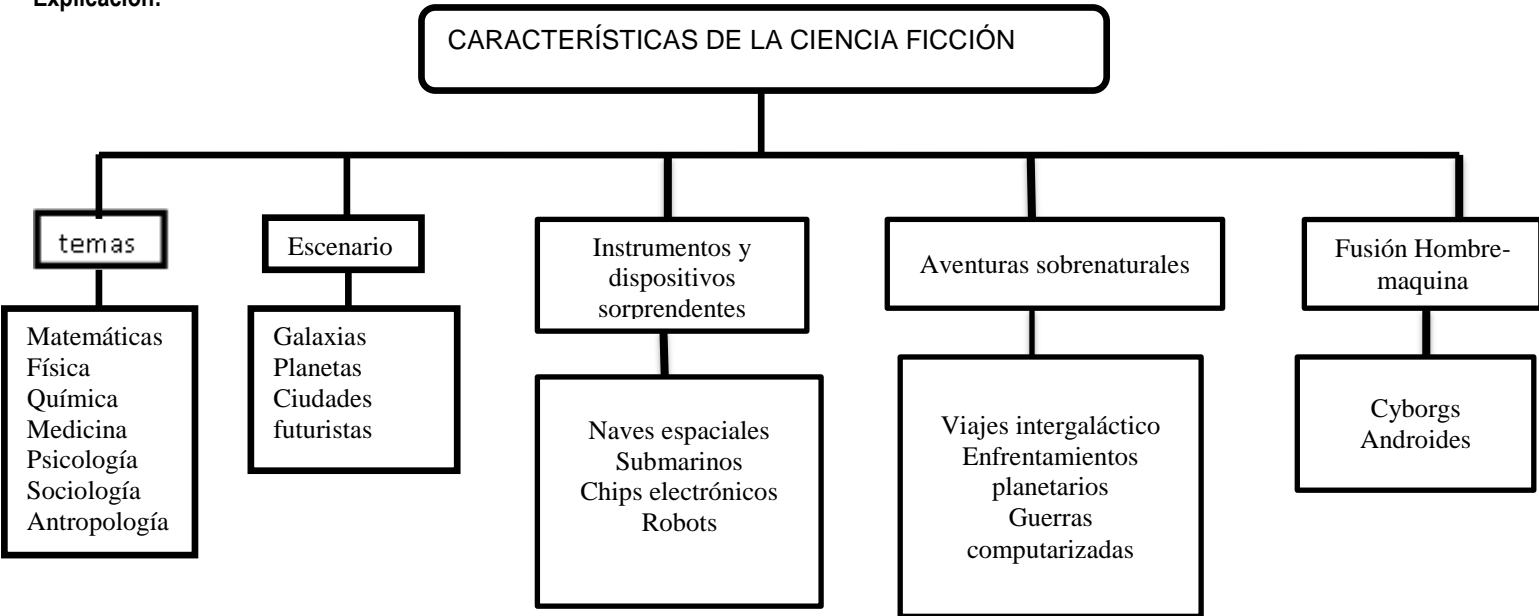 Explicación:
CARACTERÍSTICAS DE LA CIENCIA FICCIÓN
temas
Matemáticas
Física
Química
Medicina
Psicología
Sociología
Antropología
Escenario
Galaxias
Planetas
Ciudades
futuristas
Instrumentos y
dispositivos
sorprendentes
Naves espaciales
Submarinos
Chips electrónicos
Robots
Aventuras sobrenaturales
Viajes intergaláctico
Enfrentamientos
planetarios
Guerras
computarizadas
Fusión Hombre-
maquina
Cyborgs
Androides